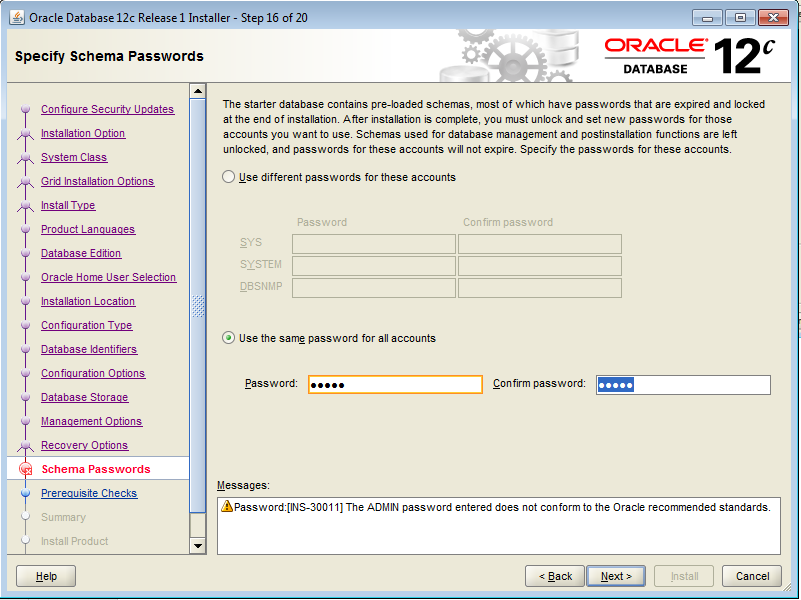 Oracle Database 12c Release 1 Installer - Step 16 of 20
Specify Schema Passwords
ORACLE®
DATABASE
12c
Configure Security Updates
Installation Option
System Class
Grid Installation Options
Install Type
Product Languages
Database Edition
Oracle Home User Selection
Installation Location
Configuration Type
Database Identifiers
Configuration Options
Database Storage
Management Options
Recovery Options
Schema Passwords
Prerequisite Checks
Summary
Install Product
The starter database contains pre-loaded schemas, most of which have passwords that are expired and locked
at the end of installation. After installation is complete, you must unlock and set new passwords for those
accounts you want to use. Schemas used for database management and postinstallation functions are left
unlocked, and passwords for these accounts will not expire. Specify the passwords for these accounts.
Use different passwords for these accounts
Password Confirm password
SYS
SYSTEM
DBSNMP
Use the same password for all accounts
Password: ●●●●● Confirm password: ●●●●●
Messages:
Password:[INS-30011] The ADMIN password entered does not conform to the Oracle recommended standards.
Help < Back Next > Install Cancel